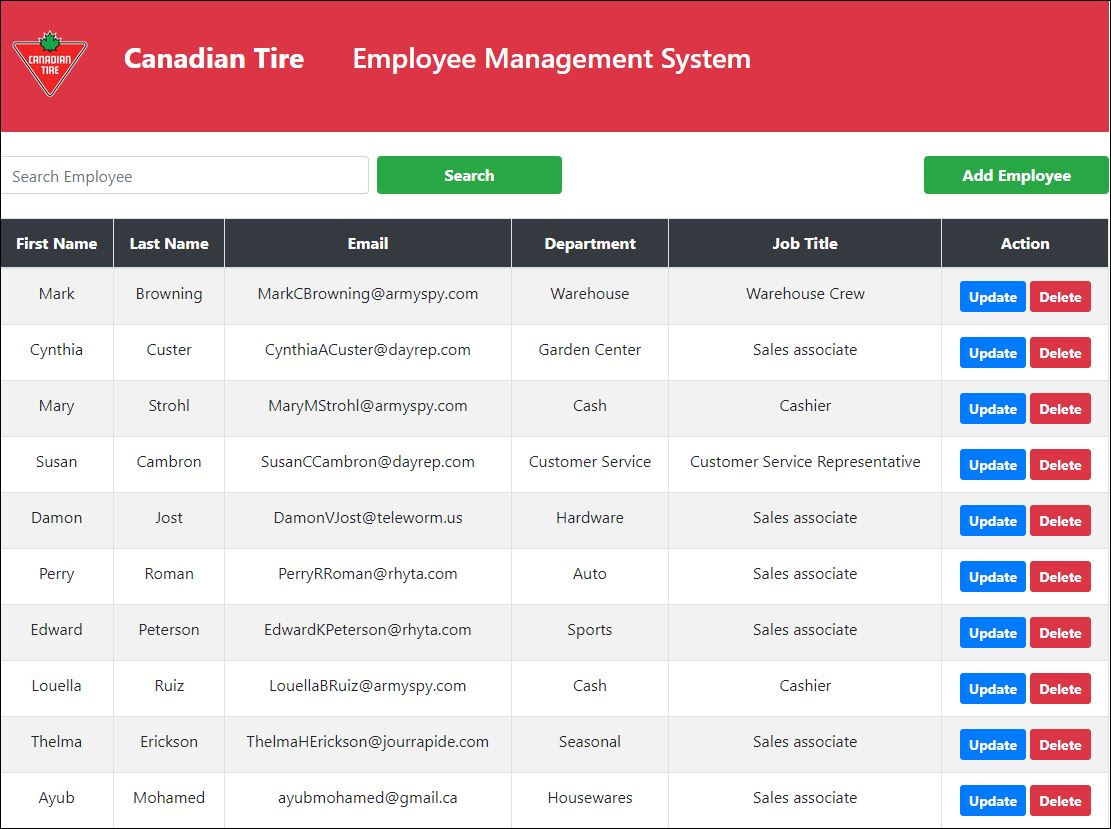 CANADIAN
TIRE
Canadian Tire Employee Management System
Search Employee Search Add Employee
First Name Last Name Email Department Job Title Action
Mark Browning MarkCBrowning@armyspy.com Warehouse Warehouse Crew Update Delete
Cynthia Custer CynthiaACuster@dayrep.com Garden Center Sales associate Update Delete
Mary Strohl MaryMStrohl@armyspy.com Cash Cashier Update Delete
Susan Cambron SusanCCambron@dayrep.com Customer Service Customer Service Representative Update Delete
Damon Jost DamonVJost@teleworm.us Hardware Sales associate Update Delete
Perry Roman PerryRRoman@rhyta.com Auto Sales associate Update Delete
Edward Peterson EdwardKPeterson@rhyta.com Sports Sales associate Update Delete
Louella Ruiz LouellaBRuiz@armyspy.com Cash Cashier Update Delete
Thelma Erickson ThelmaHErickson@jourrapide.com Seasonal Sales associate Update Delete
Ayub Mohamed ayubmohamed@gmail.ca Housewares Sales associate Update Delete